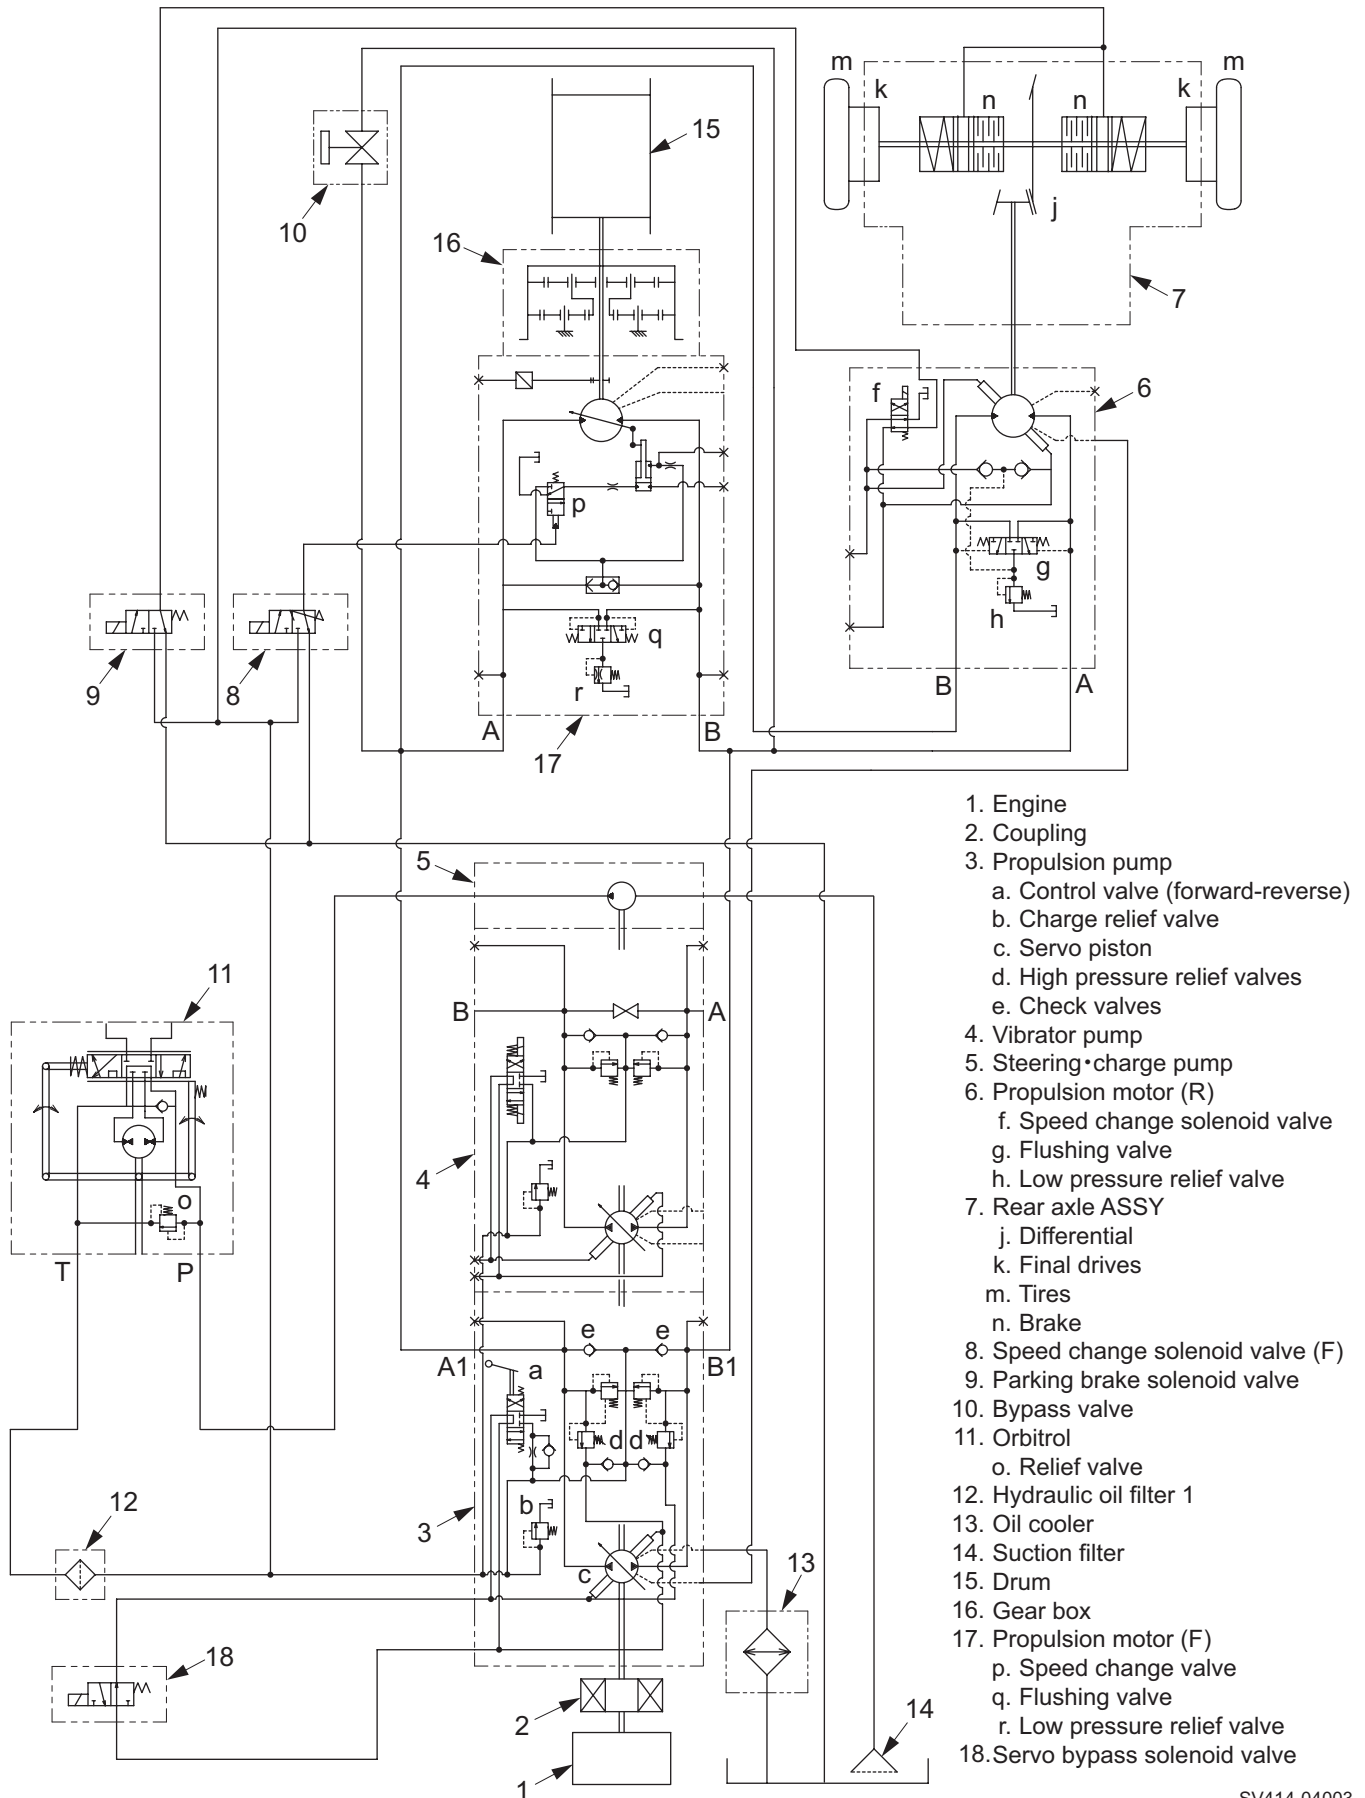 m
m
k
n
n
k
15
10
j
16
7
f
6
p
g
q
h
9
8
r
B
A
A
B
17
1. Engine
2. Coupling
3. Propulsion pump
a. Control valve (forward-reverse)
b. Charge relief valve
c. Servo piston
d. High pressure relief valves
e. Check valves
4. Vibrator pump
5. Steering•charge pump
6. Propulsion motor (R)
f. Speed change solenoid valve
g. Flushing valve
h. Low pressure relief valve
7. Rear axle ASSY
j. Differential
k. Final drives
m. Tires
n. Brake
8. Speed change solenoid valve (F)
9. Parking brake solenoid valve
10. Bypass valve
11. Orbitrol
o. Relief valve
12. Hydraulic oil filter 1
13. Oil cooler
14. Suction filter
15. Drum
16. Gear box
17. Propulsion motor (F)
p. Speed change valve
q. Flushing valve
r. Low pressure relief valve
18.Servo bypass solenoid valve
5
11
B
A
4
o
T
P
e
e
A1
a
B1
d
d
12
b
3
c
13
18
2
14
1